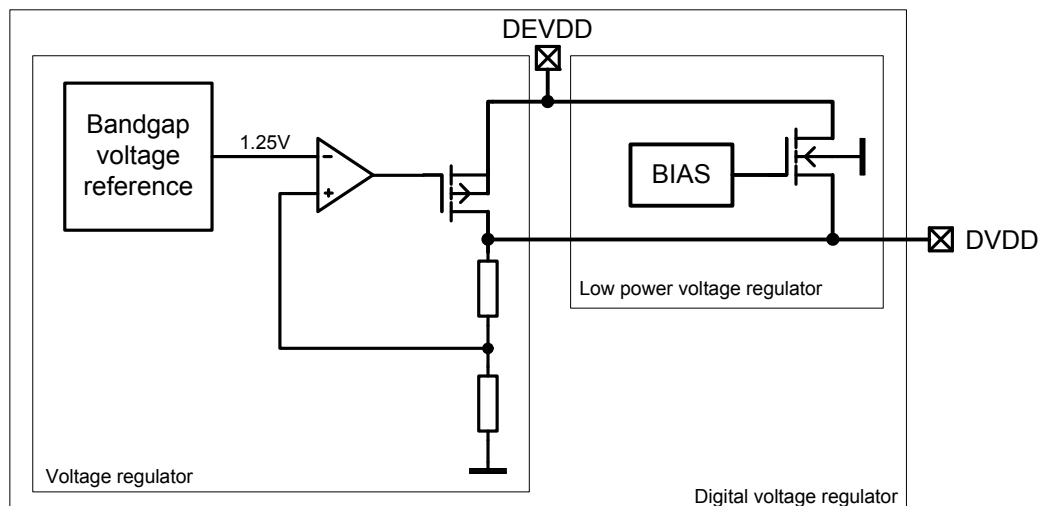 DEVDD
Bandgap
voltage
reference
1.25V
−
+
BIAS
DVDD
Low power voltage regulator
Voltage regulator
Digital voltage regulator